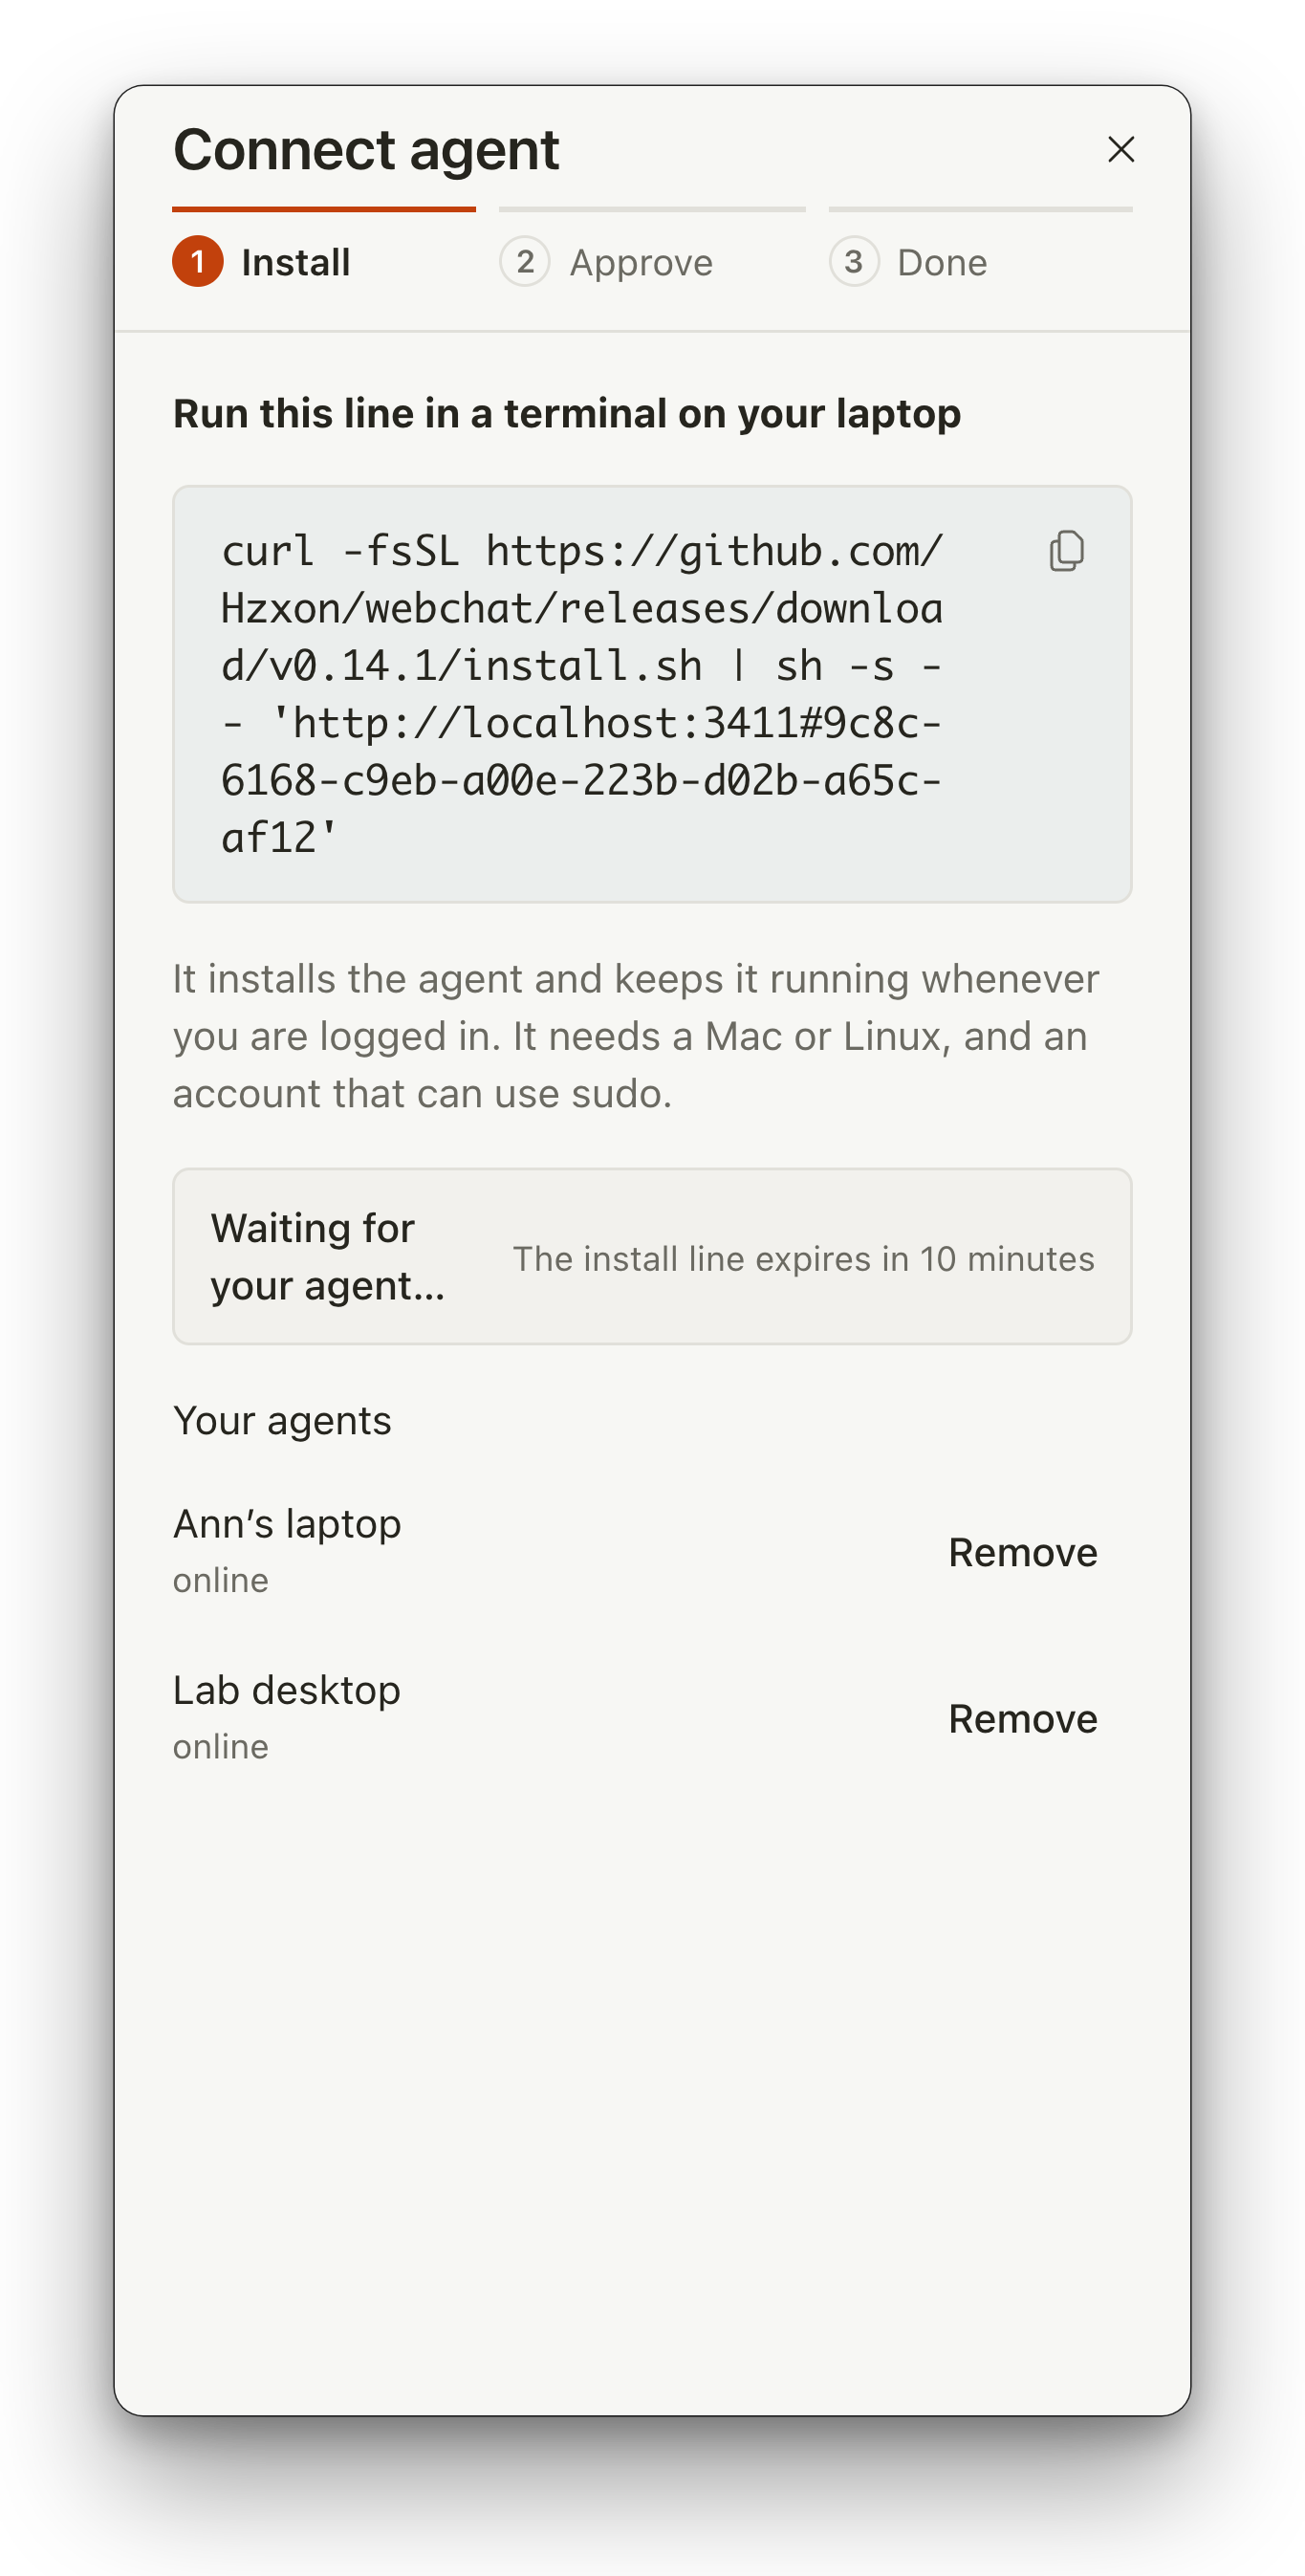 Connect agent
1 Install
2 Approve
3 Done
Run this line in a terminal on your laptop
curl -fsSL https://github.com/
Hzxon/webchat/releases/downloa
d/v0.14.1/install.sh | sh -s -
- 'http://localhost:3411#9c8c-
6168-c9eb-a00e-223b-d02b-a65c-
af12'
It installs the agent and keeps it running whenever
you are logged in. It needs a Mac or Linux, and an
account that can use sudo.
Waiting for
your agent…
The install line expires in 10 minutes
Your agents
Ann’s laptop
online
Remove
Lab desktop
online
Remove